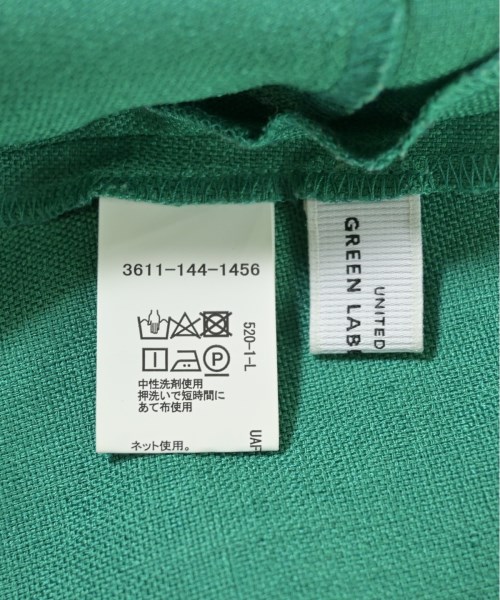 3611-144-1456
520-1-L
中性洗剤使用
押洗いで短時間に
あて布使用
ネット使用。
UNITED
GREEN